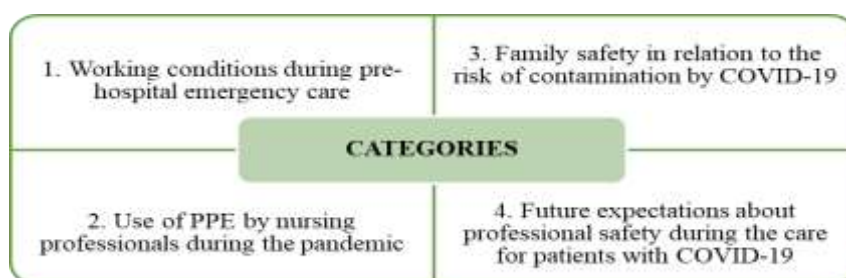 1. Working conditions during pre-
hospital emergency care
3. Family safety in relation to the
risk of contamination by COVID-19
CATEGORIES
2. Use of PPE by nursing
professionals during the pandemic
4. Future expectations about
professional safety during the care
for patients with COVID-19